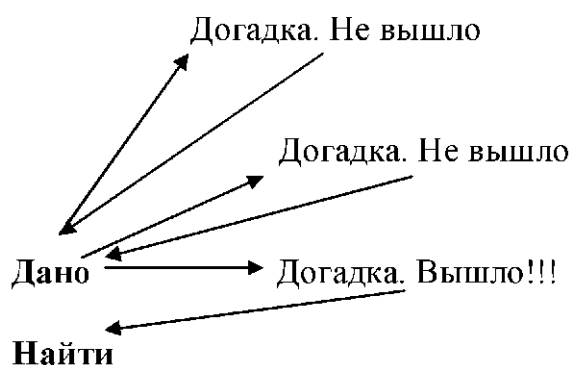 Догадка. Не вышло
Догадка. Не вышло
Дано
Догадка. Вышло!!!
Найти